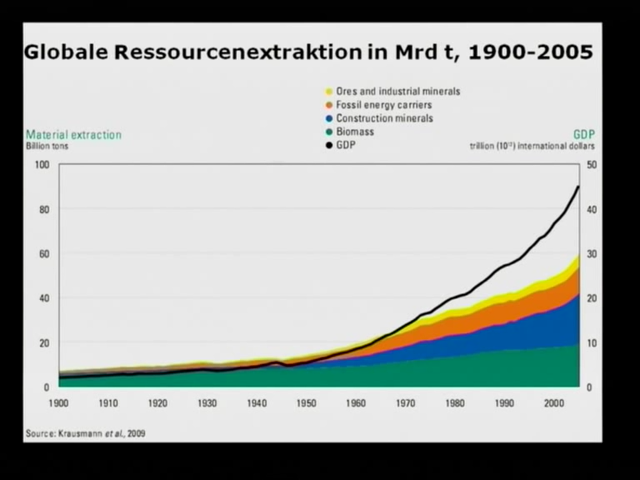 Globale Ressourcenextraktion in Mrd t, 1900-2005
Ores and industrial minerals
Fossil energy carriers
Construction minerals
Biomass
GDP
Material extraction
Billion tons
GDP
trillion (10¹²) international dollars
100
80
60
40
20
0
50
40
30
20
10
0
1900 1910 1920 1930 1940 1950 1960 1970 1980 1990 2000
Source: Krausmann et al., 2009